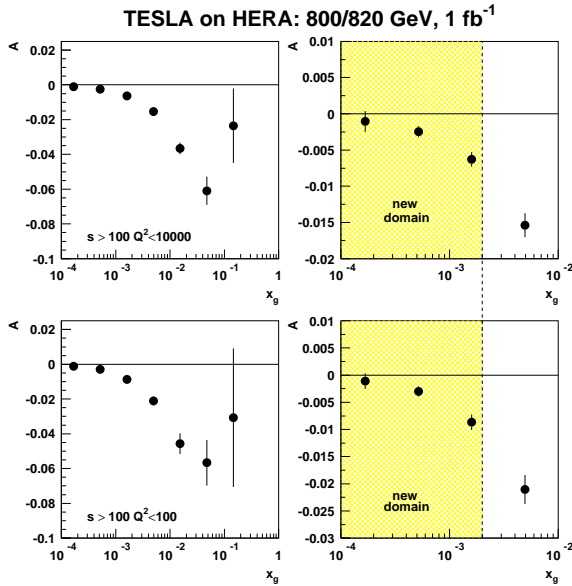 TESLA on HERA: 800/820 GeV, 1 fb⁻¹
A
0.02
0
-0.02
-0.04
-0.06
-0.08
-0.1
s > 100 Q²<10000
10⁻⁴ 10⁻³ 10⁻² 10⁻¹ 1
x_g
A
0.01
0.005
0
-0.005
-0.01
-0.015
-0.02
new
domain
10⁻⁴ 10⁻³ 10⁻²
x_g
A
0.02
0
-0.02
-0.04
-0.06
-0.08
-0.1
s > 100 Q²<100
10⁻⁴ 10⁻³ 10⁻² 10⁻¹ 1
x_g
A
0.01
0.005
0
-0.005
-0.01
-0.015
-0.02
-0.025
-0.03
new
domain
10⁻⁴ 10⁻³ 10⁻²
x_g